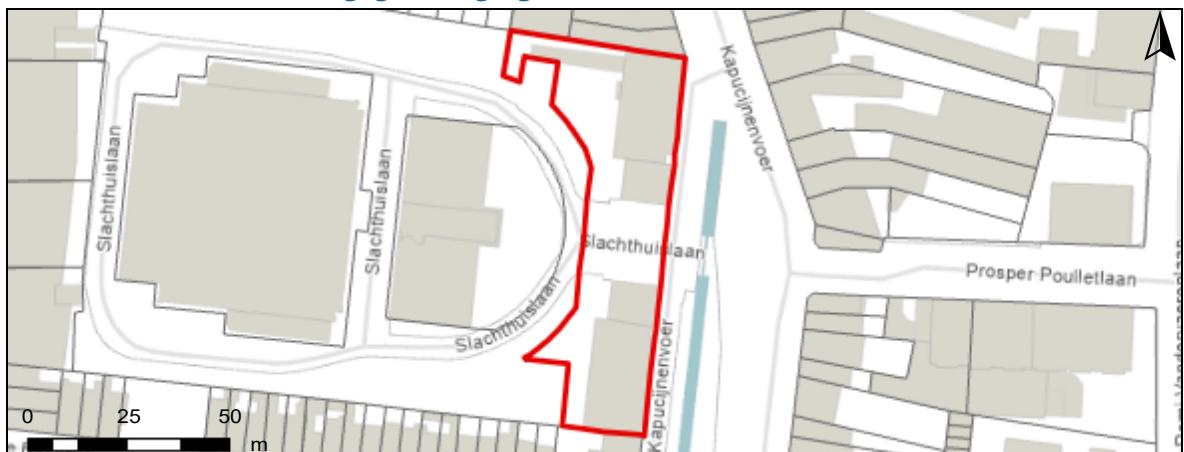 Kapucijnenvoer
Slachthuislaan
Slachthuislaan
Slachthuislaan
Prosper Poulletlaan
Slachthuislaan
Kapucijnenvoer
0 25 50
m